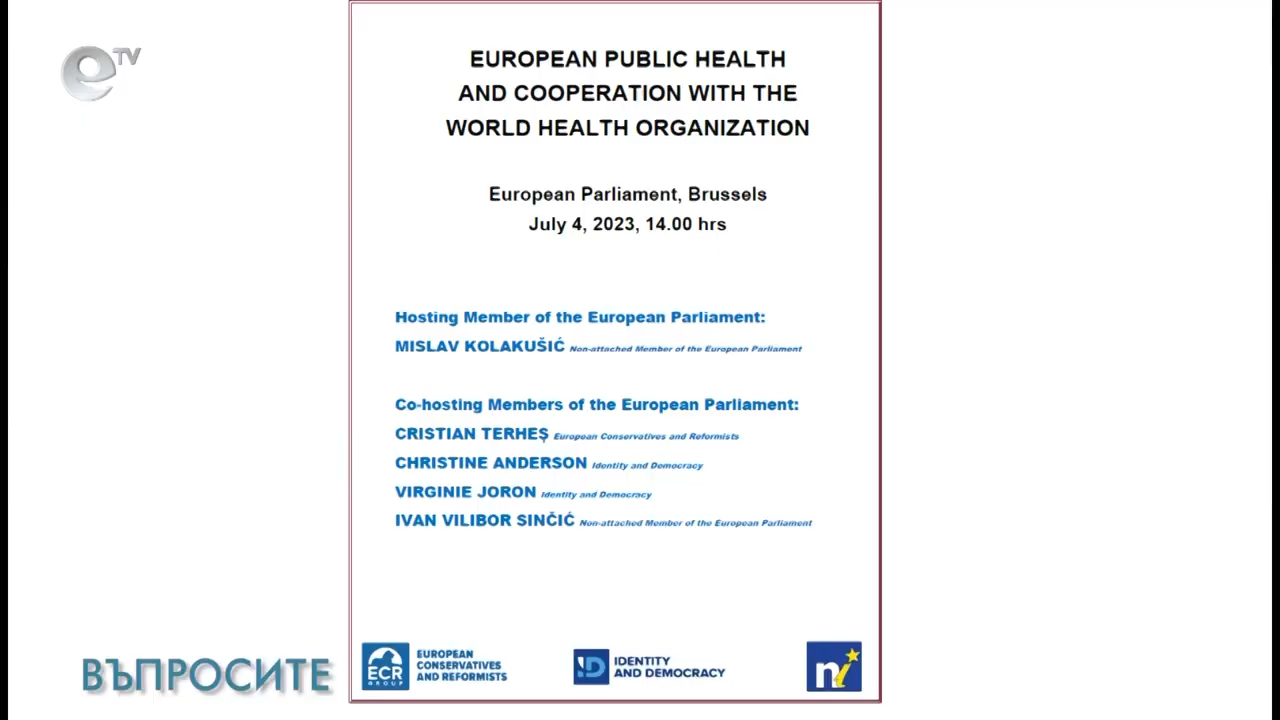 eTV
EUROPEAN PUBLIC HEALTH
AND COOPERATION WITH THE
WORLD HEALTH ORGANIZATION
European Parliament, Brussels
July 4, 2023, 14.00 hrs
Hosting Member of the European Parliament:
MISLAV KOLAKUŠIĆ Non-attached Member of the European Parliament
Co-hosting Members of the European Parliament:
CRISTIAN TERHEȘ European Conservatives and Reformists
CHRISTINE ANDERSON Identity and Democracy
VIRGINIE JORON Identity and Democracy
IVAN VILIBOR SINČIĆ Non-attached Member of the European Parliament
ECR
GROUP
EUROPEAN
CONSERVATIVES
AND REFORMISTS
ID
IDENTITY
AND DEMOCRACY
ni
ВЪПРОСИТЕ